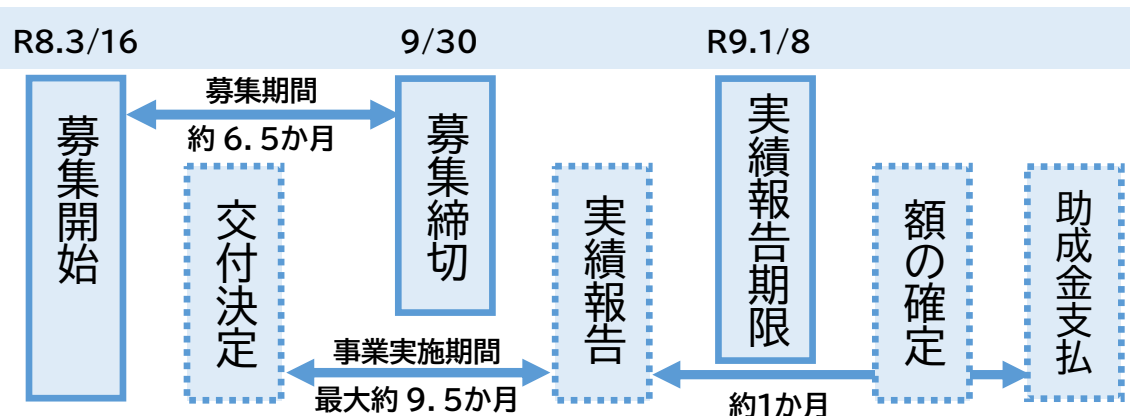 R8.3/16
9/30
R9.1/8
募集開始
募集期間
約6.5か月
交付決定
募集締切
事業実施期間
最大約9.5か月
実績報告
実績報告期限
約1か月
額の確定
助成金支払